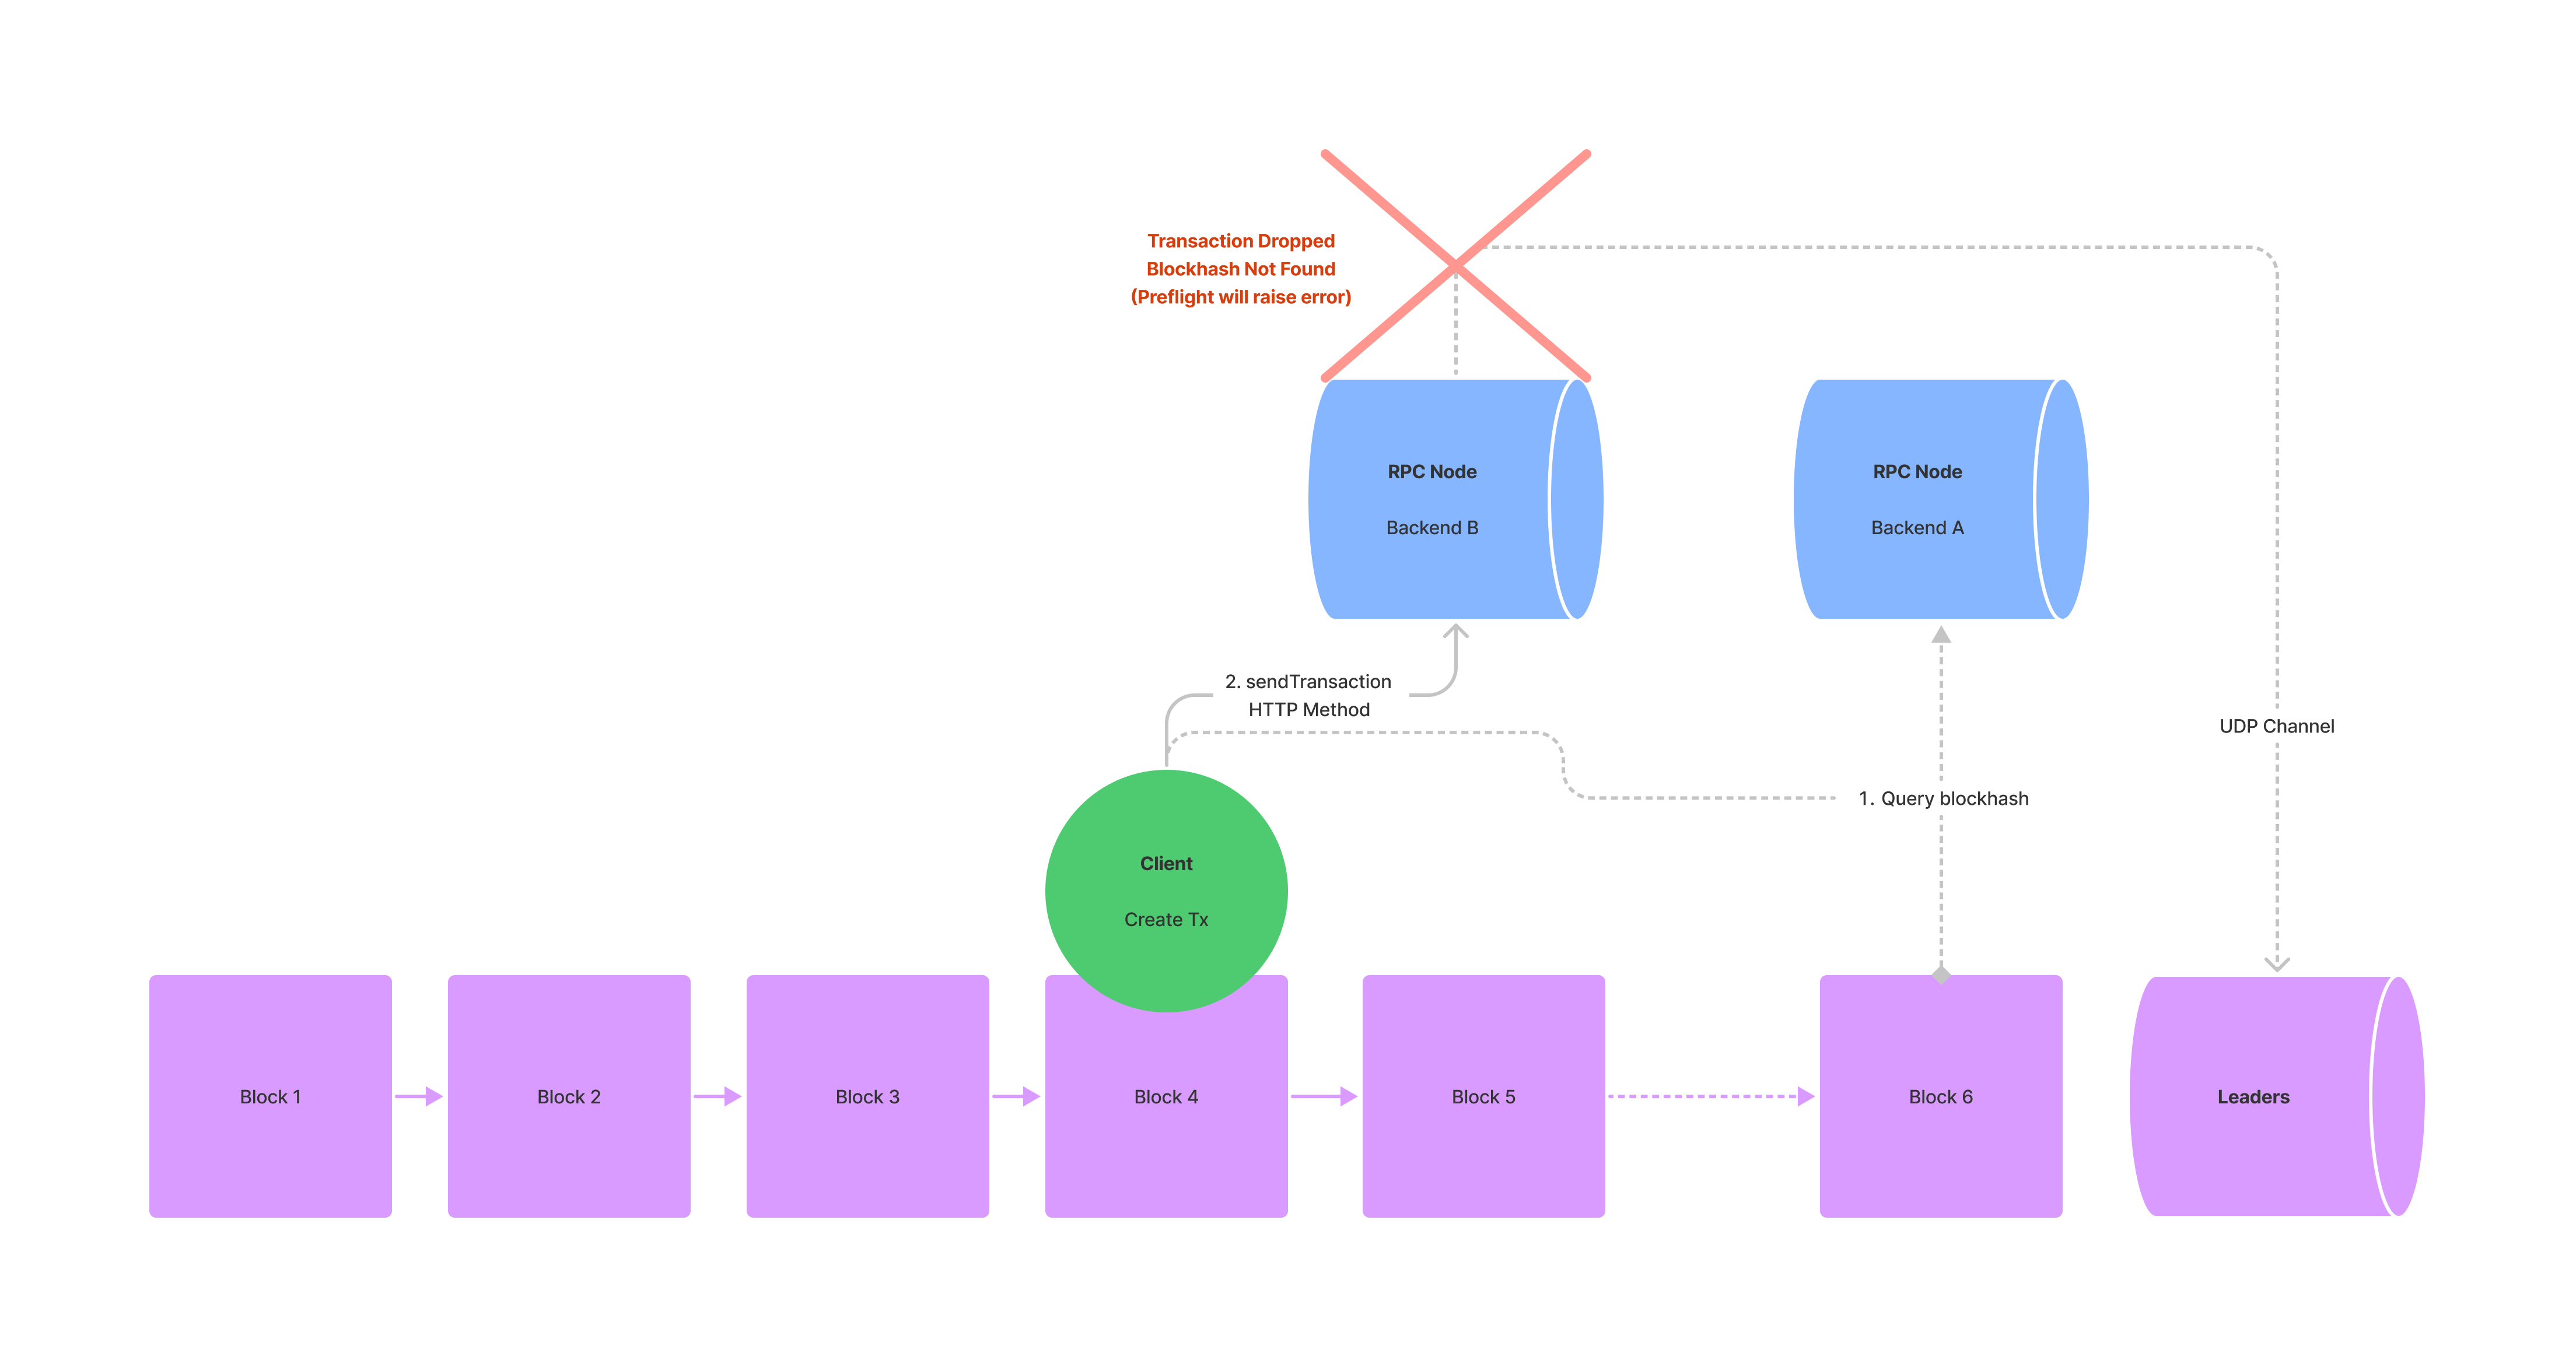 Transaction Dropped
Blockhash Not Found
(Preflight will raise error)
RPC Node
Backend B
RPC Node
Backend A
2. sendTransaction
HTTP Method
UDP Channel
1. Query blockhash
Client
Create Tx
Block 1
Block 2
Block 3
Block 4
Block 5
Block 6
Leaders